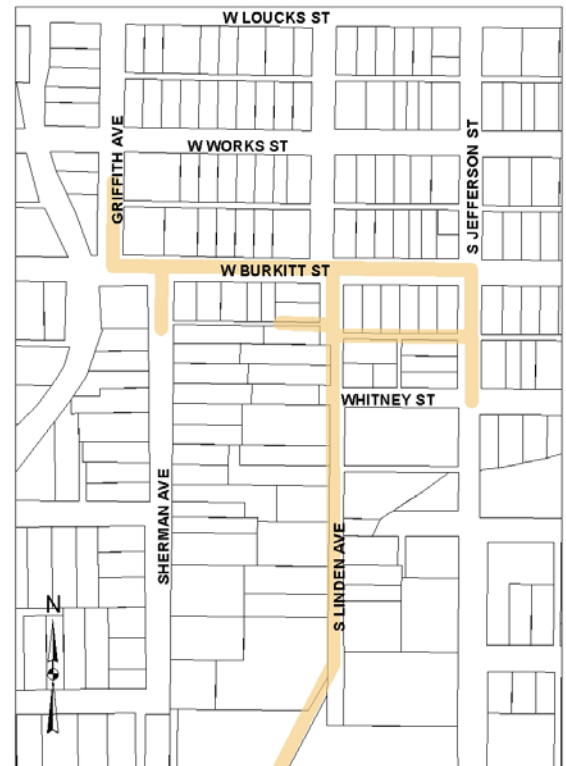 W LOUCKS ST
GRIFFITH AVE
W WORKS ST
S JEFFERSON ST
W BURKITT ST
WHITNEY ST
SHERMAN AVE
S LINDEN AVE
N